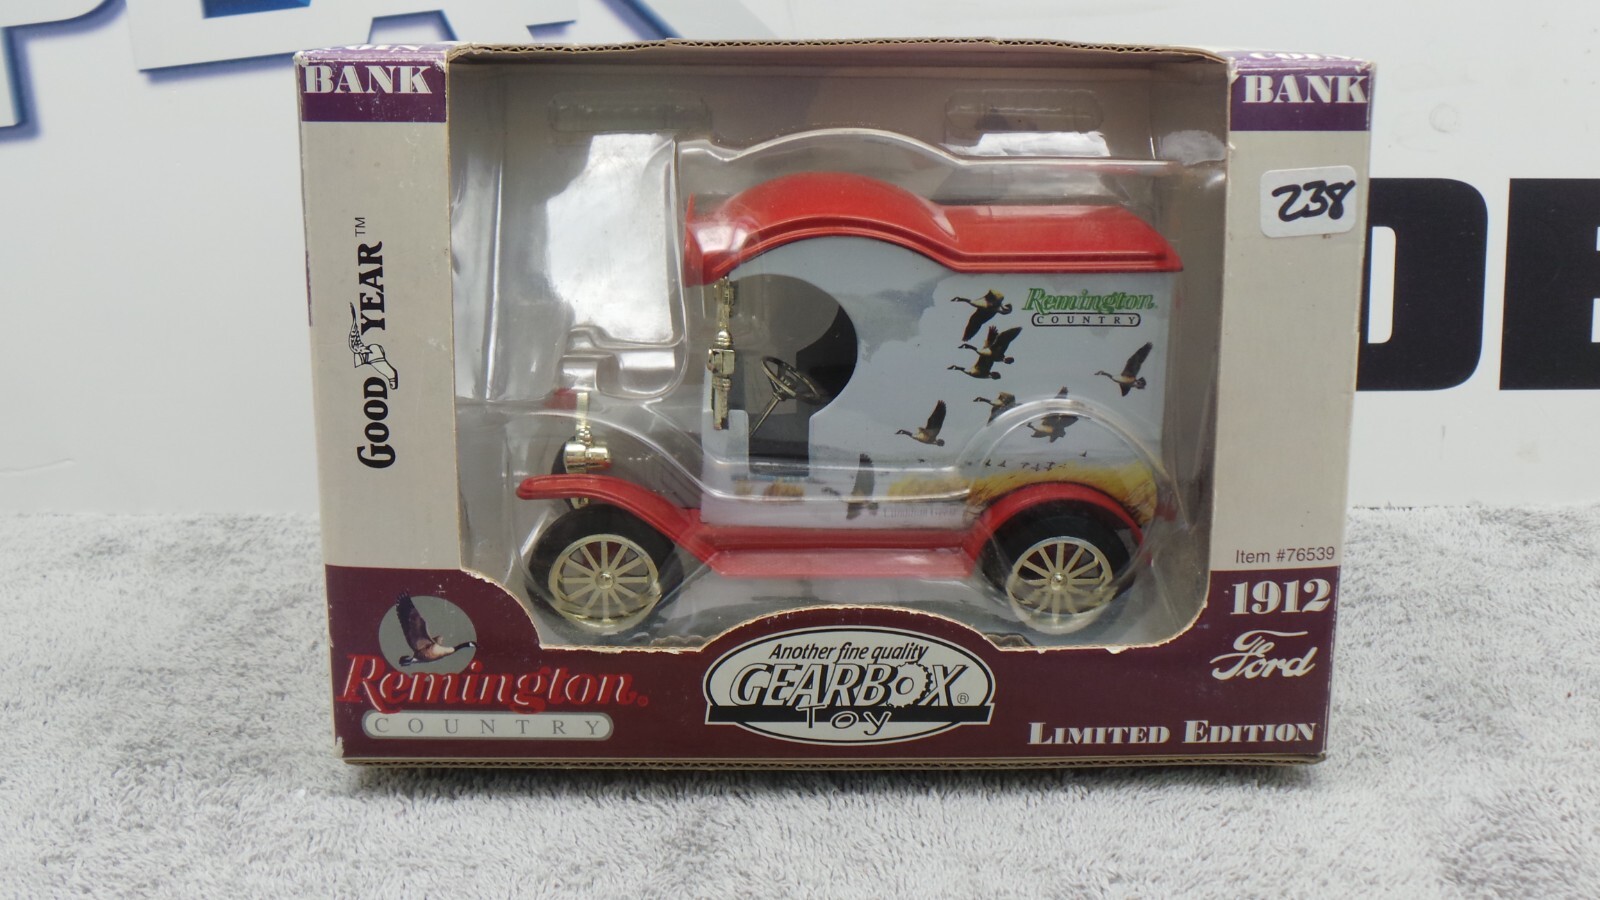 BANK
BANK
238
GOOD YEAR™
Remington
COUNTRY
Item #76539
1912
Ford
Remington®
COUNTRY
Another fine quality
GEARBOX®
Toy
LIMITED EDITION